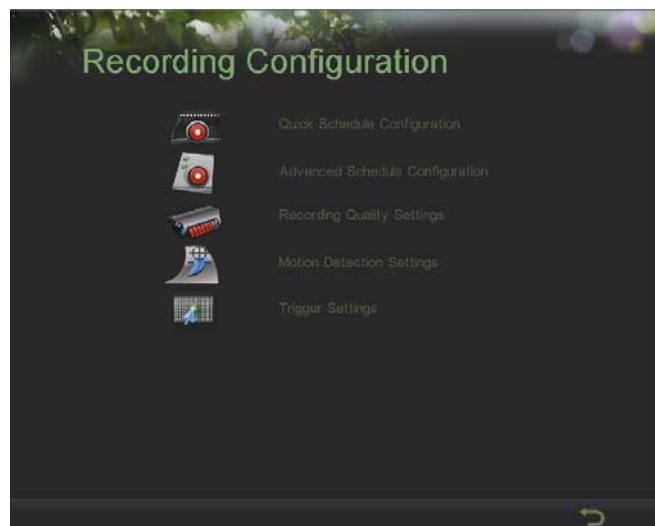 Recording Configuration
Quick Schedule Configuration
Advanced Schedule Configuration
Recording Quality Settings
Motion Detection Settings
Trigger Settings